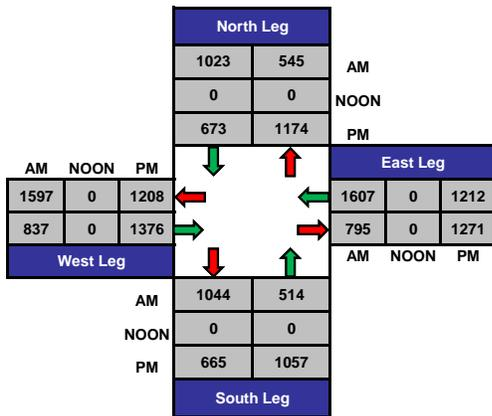 North Leg
1023 545 AM
0 0 NOON
673 1174 PM
AM NOON PM
East Leg
1597 0 1208
1607 0 1212
837 0 1376
795 0 1271
West Leg
AM NOON PM
AM 1044 514
NOON 0 0
PM 665 1057
South Leg